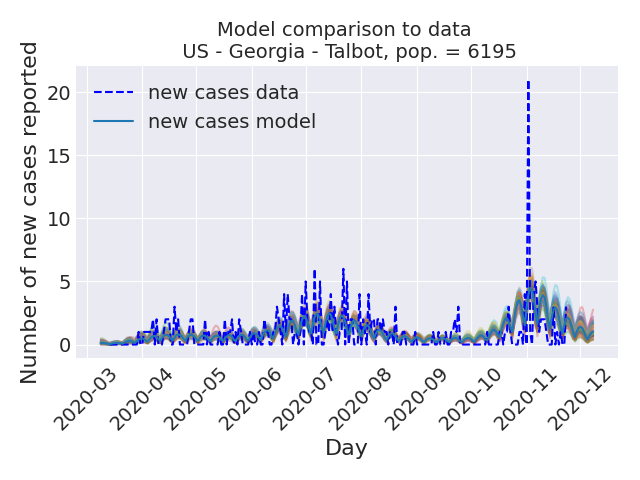 Model comparison to data
US - Georgia - Talbot, pop. = 6195
Number of new cases reported
20
15
10
5
0
new cases data
new cases model
2020-03
2020-04
2020-05
2020-06
2020-07
2020-08
2020-09
2020-10
2020-11
2020-12
Day